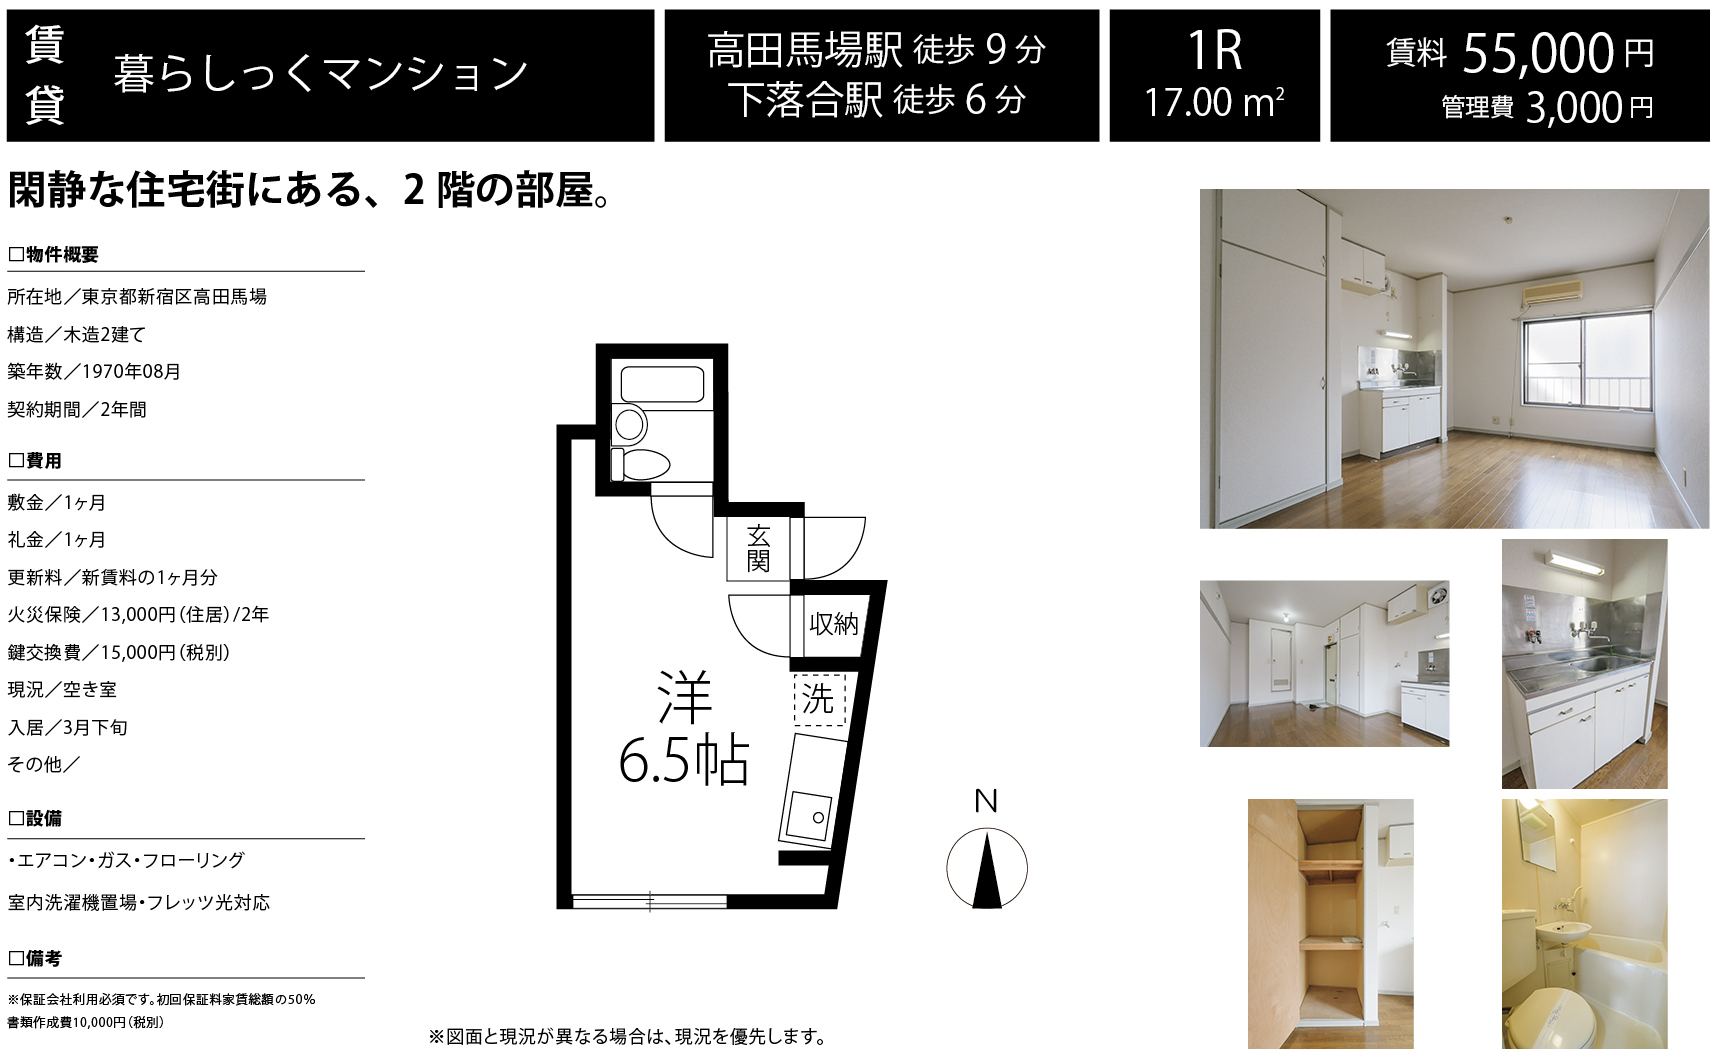 賃貸
暮らしっくマンション
高田馬場駅 徒歩 9 分
下落合駅 徒歩 6 分
1R
17.00 m²
賃料 55,000 円
管理費 3,000 円
閑静な住宅街にある、2 階の部屋。
□物件概要
所在地／東京都新宿区高田馬場
構造／木造2建て
築年数／1970年08月
契約期間／2年間
□費用
敷金／1ヶ月
礼金／1ヶ月
更新料／新賃料の1ヶ月分
火災保険／13,000円（住居）/2年
鍵交換費／15,000円（税別）
現況／空き室
入居／3月下旬
その他／
□設備
・エアコン・ガス・フローリング
室内洗濯機置場・フレッツ光対応
□備考
※保証会社利用必須です。初回保証料家賃総額の50%
書類作成費10,000円（税別）
玄関
収納
洗
洋
6.5帖
N
※図面と現況が異なる場合は、現況を優先します。